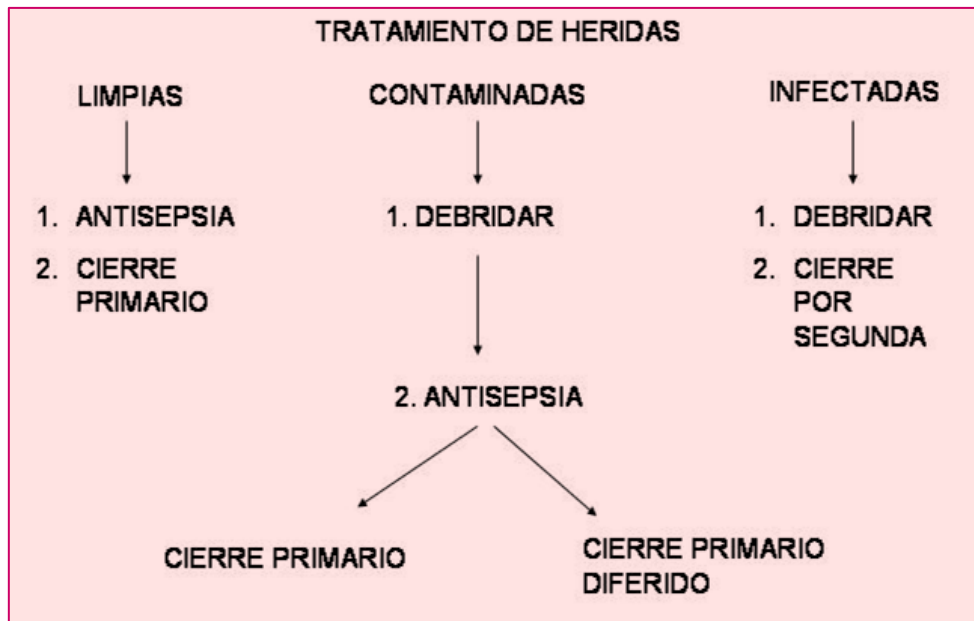 TRATAMIENTO DE HERIDAS
LIMPIAS
1. ANTISEPSIA
2. CIERRE
PRIMARIO
CONTAMINADAS
1. DEBRIDAR
2. ANTISEPSIA
CIERRE PRIMARIO
CIERRE PRIMARIO
DIFERIDO
INFECTADAS
1. DEBRIDAR
2. CIERRE
POR
SEGUNDA